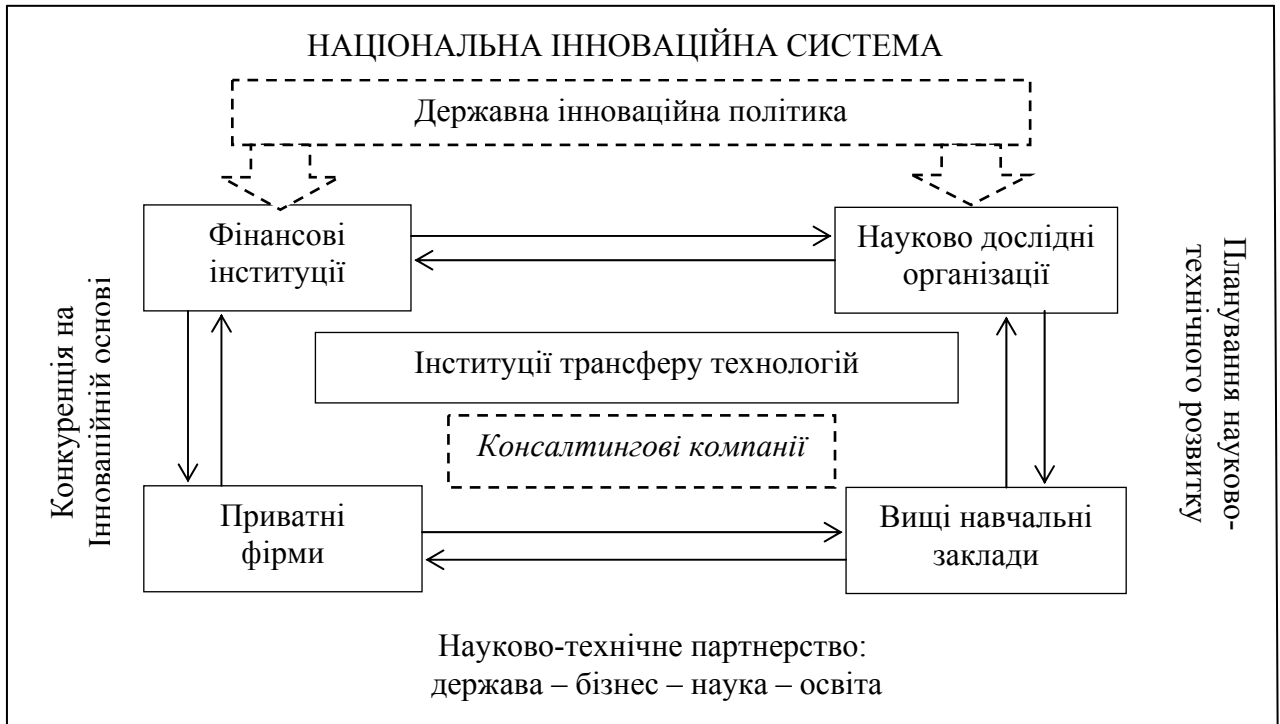 НАЦІОНАЛЬНА ІННОВАЦІЙНА СИСТЕМА
Державна інноваційна політика
Фінансові
інституції
Науково дослідні
організації
Конкуренція на
Інноваційній основі
Планування науково-
технічного розвитку
Інституції трансферу технологій
Консалтингові компанії
Приватні
фірми
Вищі навчальні
заклади
Науково-технічне партнерство:
держава – бізнес – наука – освіта